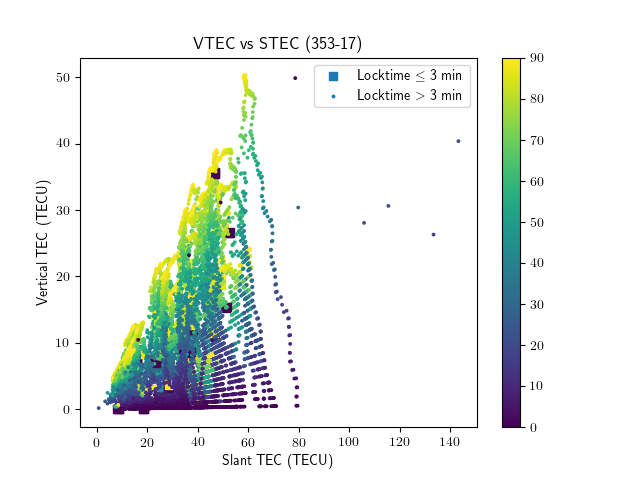 VTEC vs STEC (353-17)
Locktime ≤ 3 min
Locktime > 3 min
Vertical TEC (TECU)
50
40
30
20
10
0
0 20 40 60 80 100 120 140
Slant TEC (TECU)
90
80
70
60
50
40
30
20
10
0